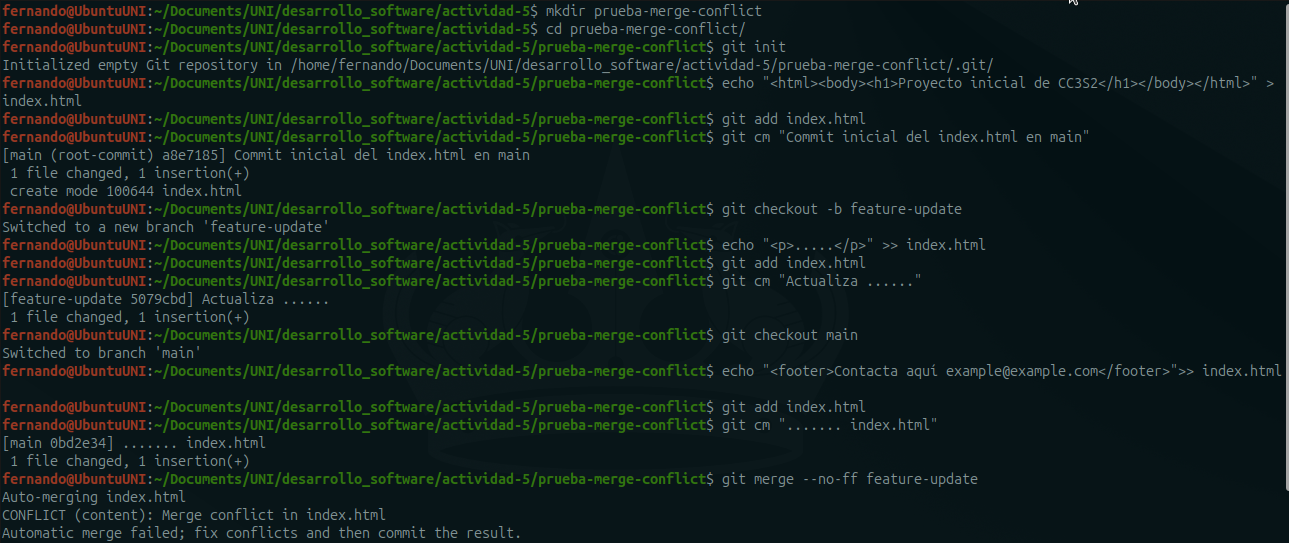 fernando@UbuntuUNI:~/Documents/UNI/desarrollo_software/actividad-5$ mkdir prueba-merge-conflict
fernando@UbuntuUNI:~/Documents/UNI/desarrollo_software/actividad-5$ cd prueba-merge-conflict/
fernando@UbuntuUNI:~/Documents/UNI/desarrollo_software/actividad-5/prueba-merge-conflict$ git init
Initialized empty Git repository in /home/fernando/Documents/UNI/desarrollo_software/actividad-5/prueba-merge-conflict/.git/
fernando@UbuntuUNI:~/Documents/UNI/desarrollo_software/actividad-5/prueba-merge-conflict$ echo "<html><body><h1>Proyecto inicial de CC3S2</h1></body></html>" >
index.html
fernando@UbuntuUNI:~/Documents/UNI/desarrollo_software/actividad-5/prueba-merge-conflict$ git add index.html
fernando@UbuntuUNI:~/Documents/UNI/desarrollo_software/actividad-5/prueba-merge-conflict$ git cm "Commit inicial del index.html en main"
[main (root-commit) a8e7185] Commit inicial del index.html en main
 1 file changed, 1 insertion(+)
 create mode 100644 index.html
fernando@UbuntuUNI:~/Documents/UNI/desarrollo_software/actividad-5/prueba-merge-conflict$ git checkout -b feature-update
Switched to a new branch 'feature-update'
fernando@UbuntuUNI:~/Documents/UNI/desarrollo_software/actividad-5/prueba-merge-conflict$ echo "<p>.....</p>" >> index.html
fernando@UbuntuUNI:~/Documents/UNI/desarrollo_software/actividad-5/prueba-merge-conflict$ git add index.html
fernando@UbuntuUNI:~/Documents/UNI/desarrollo_software/actividad-5/prueba-merge-conflict$ git cm "Actualiza ......"
[feature-update 5079cbd] Actualiza ......
 1 file changed, 1 insertion(+)
fernando@UbuntuUNI:~/Documents/UNI/desarrollo_software/actividad-5/prueba-merge-conflict$ git checkout main
Switched to branch 'main'
fernando@UbuntuUNI:~/Documents/UNI/desarrollo_software/actividad-5/prueba-merge-conflict$ echo "<footer>Contacta aquí example@example.com</footer>">> index.html
fernando@UbuntuUNI:~/Documents/UNI/desarrollo_software/actividad-5/prueba-merge-conflict$ git add index.html
fernando@UbuntuUNI:~/Documents/UNI/desarrollo_software/actividad-5/prueba-merge-conflict$ git cm "....... index.html"
[main 0bd2e34] ....... index.html
 1 file changed, 1 insertion(+)
fernando@UbuntuUNI:~/Documents/UNI/desarrollo_software/actividad-5/prueba-merge-conflict$ git merge --no-ff feature-update
Auto-merging index.html
CONFLICT (content): Merge conflict in index.html
Automatic merge failed; fix conflicts and then commit the result.